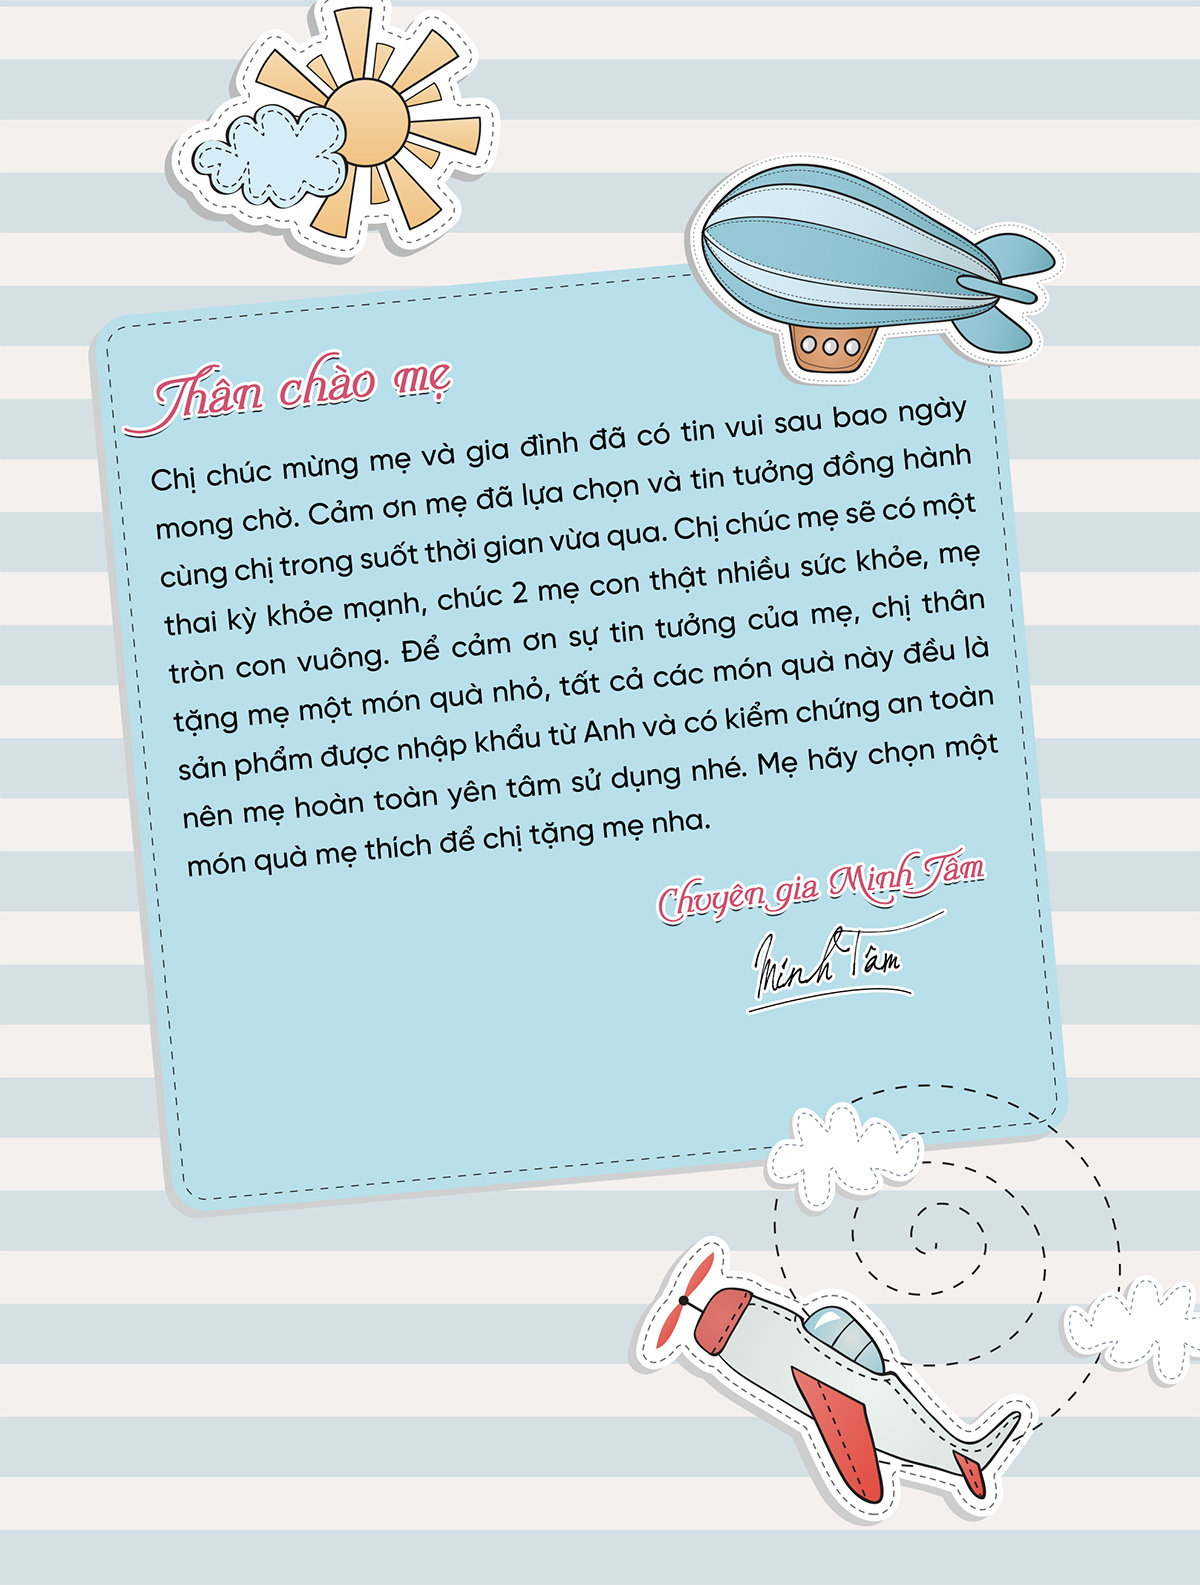 Thân chào mẹ
Chị chúc mừng mẹ và gia đình đã có tin vui sau bao ngày
mong chờ. Cảm ơn mẹ đã lựa chọn và tin tưởng đồng hành
cùng chị trong suốt thời gian vừa qua. Chị chúc mẹ sẽ có một
thai kỳ khỏe mạnh, chúc 2 mẹ con thật nhiều sức khỏe, mẹ
tròn con vuông. Để cảm ơn sự tin tưởng của mẹ, chị thân
tặng mẹ một món quà nhỏ, tất cả các món quà này đều là
sản phẩm được nhập khẩu từ Anh và có kiểm chứng an toàn
nên mẹ hoàn toàn yên tâm sử dụng nhé. Mẹ hãy chọn một
món quà mẹ thích để chị tặng mẹ nha.
Chuyên gia Minh Tâm
Minh Tâm